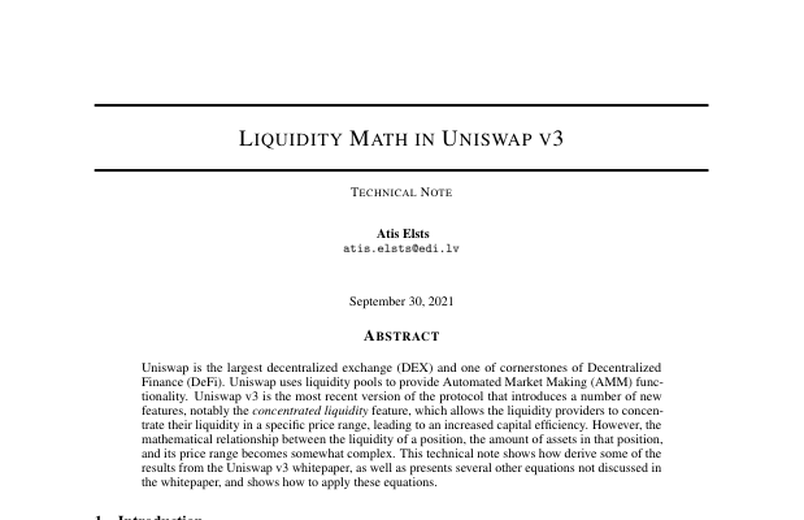 LIQUIDITY MATH IN UNISWAP V3
TECHNICAL NOTE
Atis Elsts
atis.elsts@edi.lv
September 30, 2021
ABSTRACT
Uniswap is the largest decentralized exchange (DEX) and one of cornerstones of Decentralized
Finance (DeFi). Uniswap uses liquidity pools to provide Automated Market Making (AMM) func-
tionality. Uniswap v3 is the most recent version of the protocol that introduces a number of new
features, notably the concentrated liquidity feature, which allows the liquidity providers to concen-
trate their liquidity in a specific price range, leading to an increased capital efficiency. However, the
mathematical relationship between the liquidity of a position, the amount of assets in that position,
and its price range becomes somewhat complex. This technical note shows how derive some of the
results from the Uniswap v3 whitepaper, as well as presents several other equations not discussed in
the whitepaper, and shows how to apply these equations.
1 Introduction